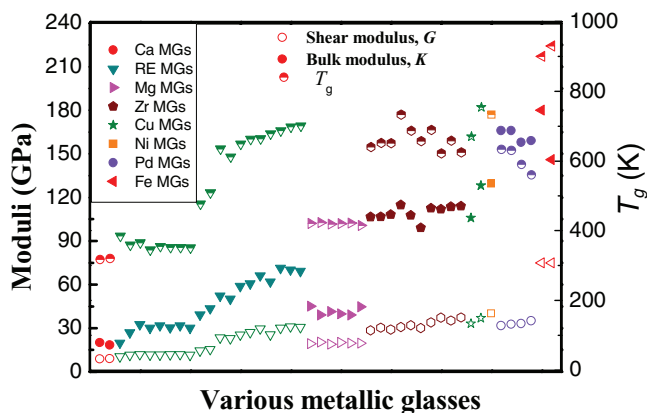 240
210
180
150
120
90
60
30
0
Moduli (GPa)
Ca MGs
RE MGs
Mg MGs
Zr MGs
Cu MGs
Ni MGs
Pd MGs
Fe MGs
Shear modulus, G
Bulk modulus, K
Tg
1000
800
600
400
200
0
Tg (K)
Various metallic glasses